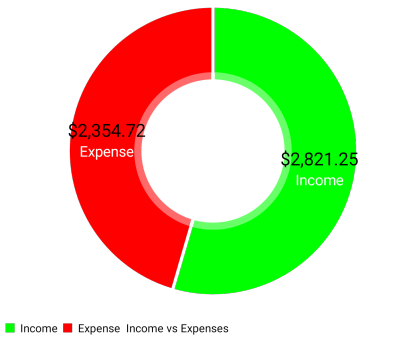 $2,354.72
Expense
$2,821.25
Income
Income Expense Income vs Expenses